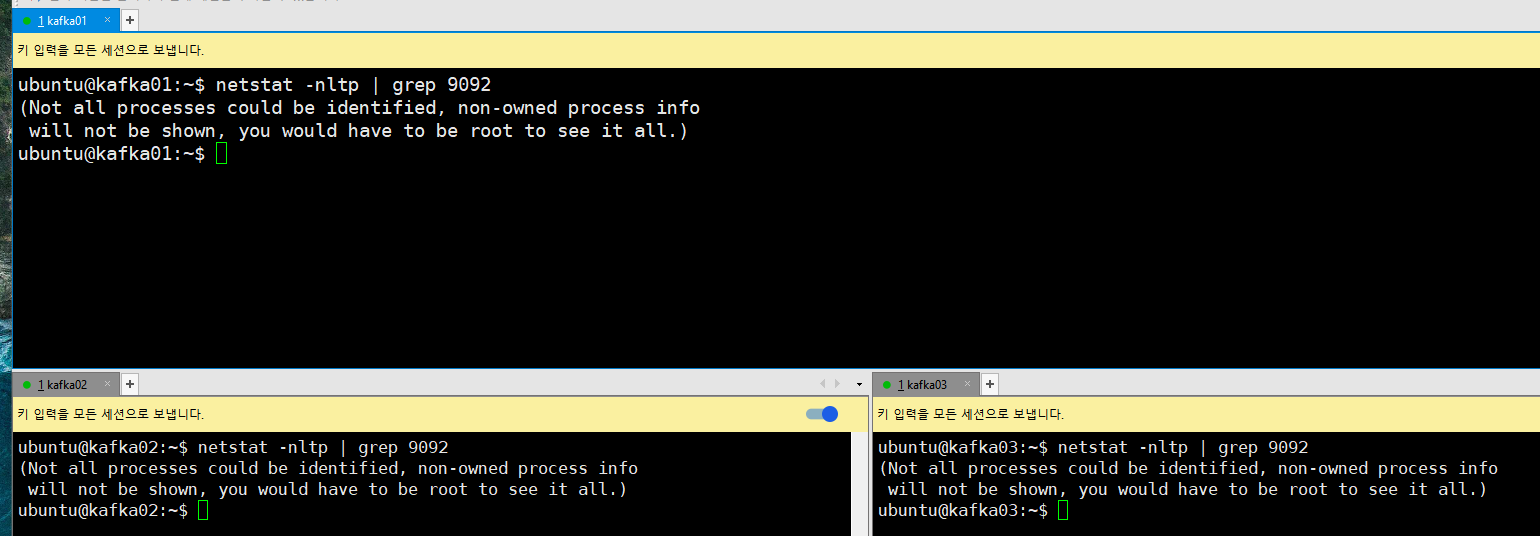 1 kafka01 × +
키 입력을 모든 세션으로 보냅니다.
ubuntu@kafka01:~$ netstat -nltp | grep 9092
(Not all processes could be identified, non-owned process info
 will not be shown, you would have to be root to see it all.)
ubuntu@kafka01:~$
1 kafka02 × +
키 입력을 모든 세션으로 보냅니다.
ubuntu@kafka02:~$ netstat -nltp | grep 9092
(Not all processes could be identified, non-owned process info
 will not be shown, you would have to be root to see it all.)
ubuntu@kafka02:~$
1 kafka03 × +
키 입력을 모든 세션으로 보냅니다.
ubuntu@kafka03:~$ netstat -nltp | grep 9092
(Not all processes could be identified, non-owned process info
 will not be shown, you would have to be root to see it all.)
ubuntu@kafka03:~$